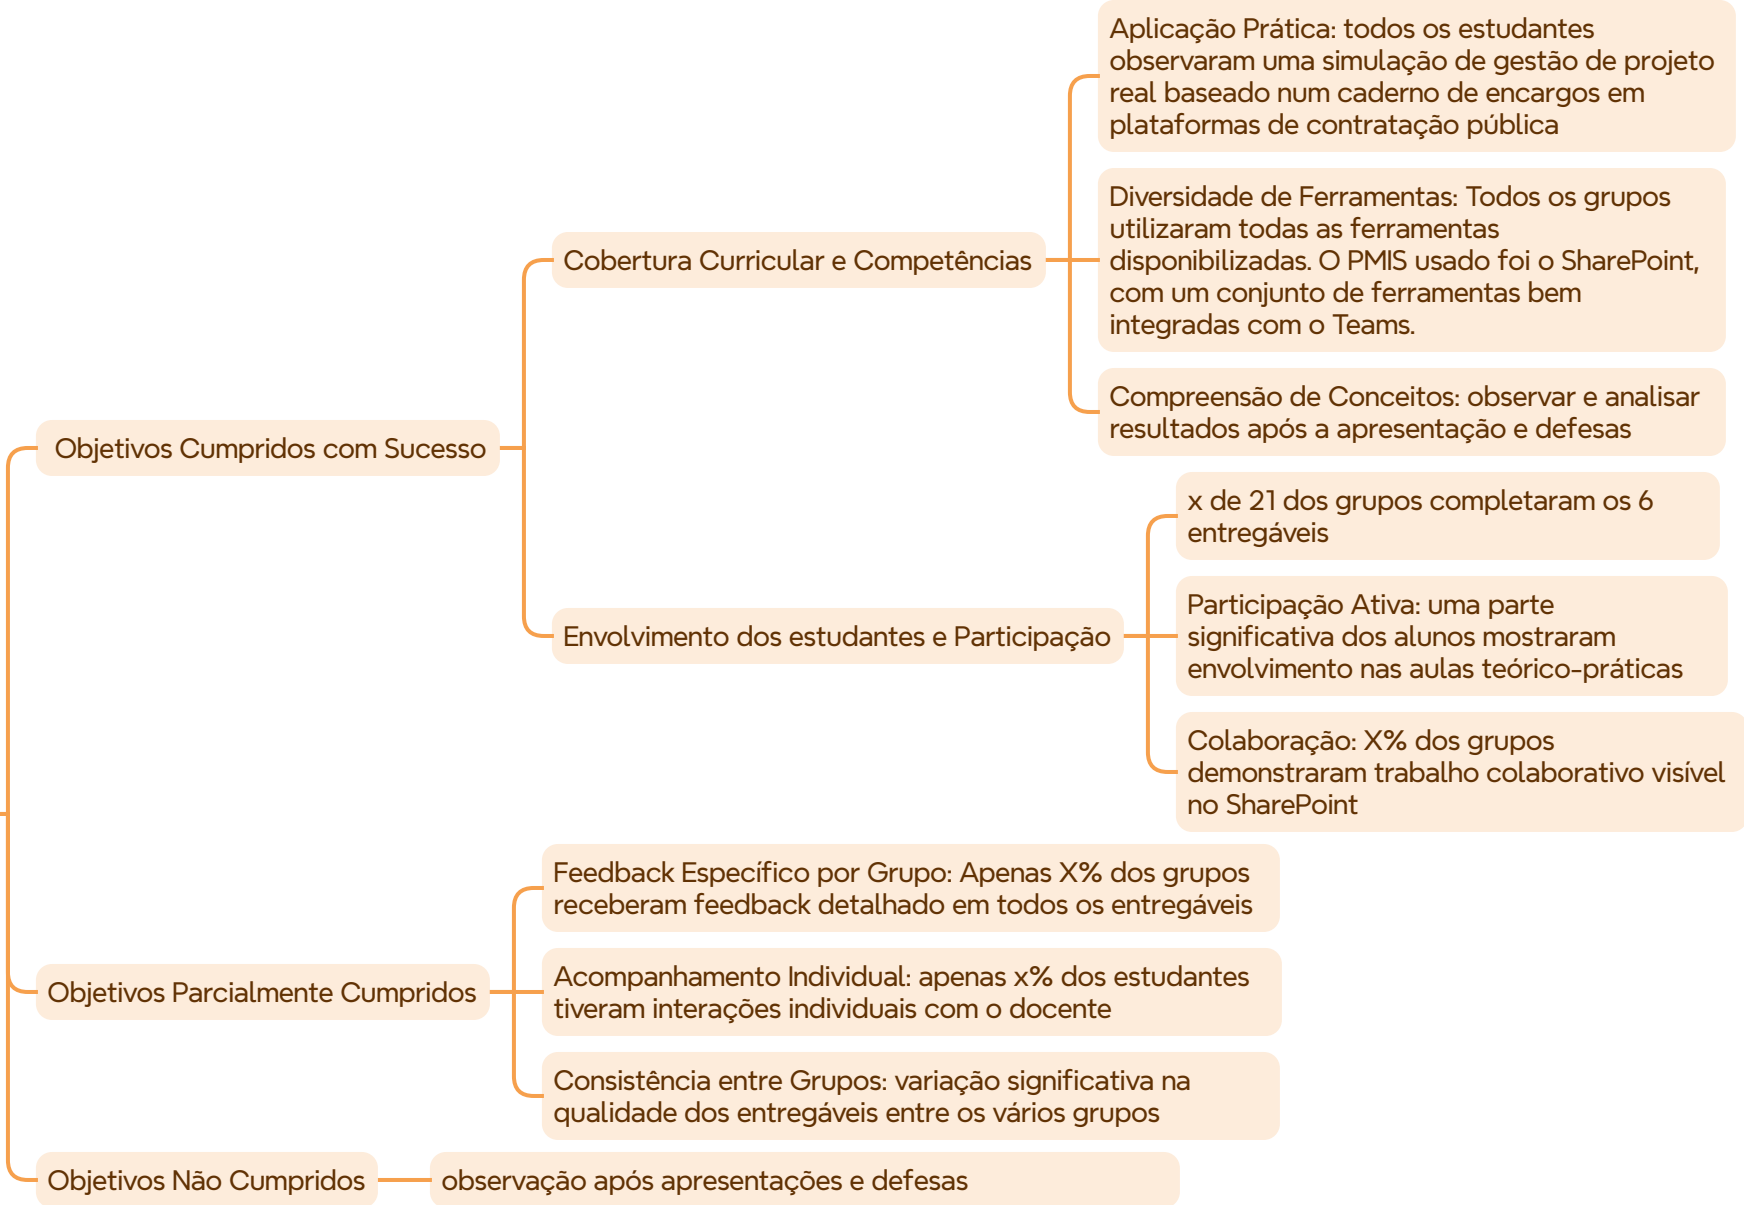 Objetivos Cumpridos com Sucesso
Cobertura Curricular e Competências
Aplicação Prática: todos os estudantes
observaram uma simulação de gestão de projeto
real baseado num caderno de encargos em
plataformas de contratação pública
Diversidade de Ferramentas: Todos os grupos
utilizaram todas as ferramentas
disponibilizadas. O PMIS usado foi o SharePoint,
com um conjunto de ferramentas bem
integradas com o Teams.
Compreensão de Conceitos: observar e analisar
resultados após a apresentação e defesas
Envolvimento dos estudantes e Participação
x de 21 dos grupos completaram os 6
entregáveis
Participação Ativa: uma parte
significativa dos alunos mostraram
envolvimento nas aulas teórico-práticas
Colaboração: X% dos grupos
demonstraram trabalho colaborativo visível
no SharePoint
Objetivos Parcialmente Cumpridos
Feedback Específico por Grupo: Apenas X% dos grupos
receberam feedback detalhado em todos os entregáveis
Acompanhamento Individual: apenas x% dos estudantes
tiveram interações individuais com o docente
Consistência entre Grupos: variação significativa na
qualidade dos entregáveis entre os vários grupos
Objetivos Não Cumpridos
observação após apresentações e defesas